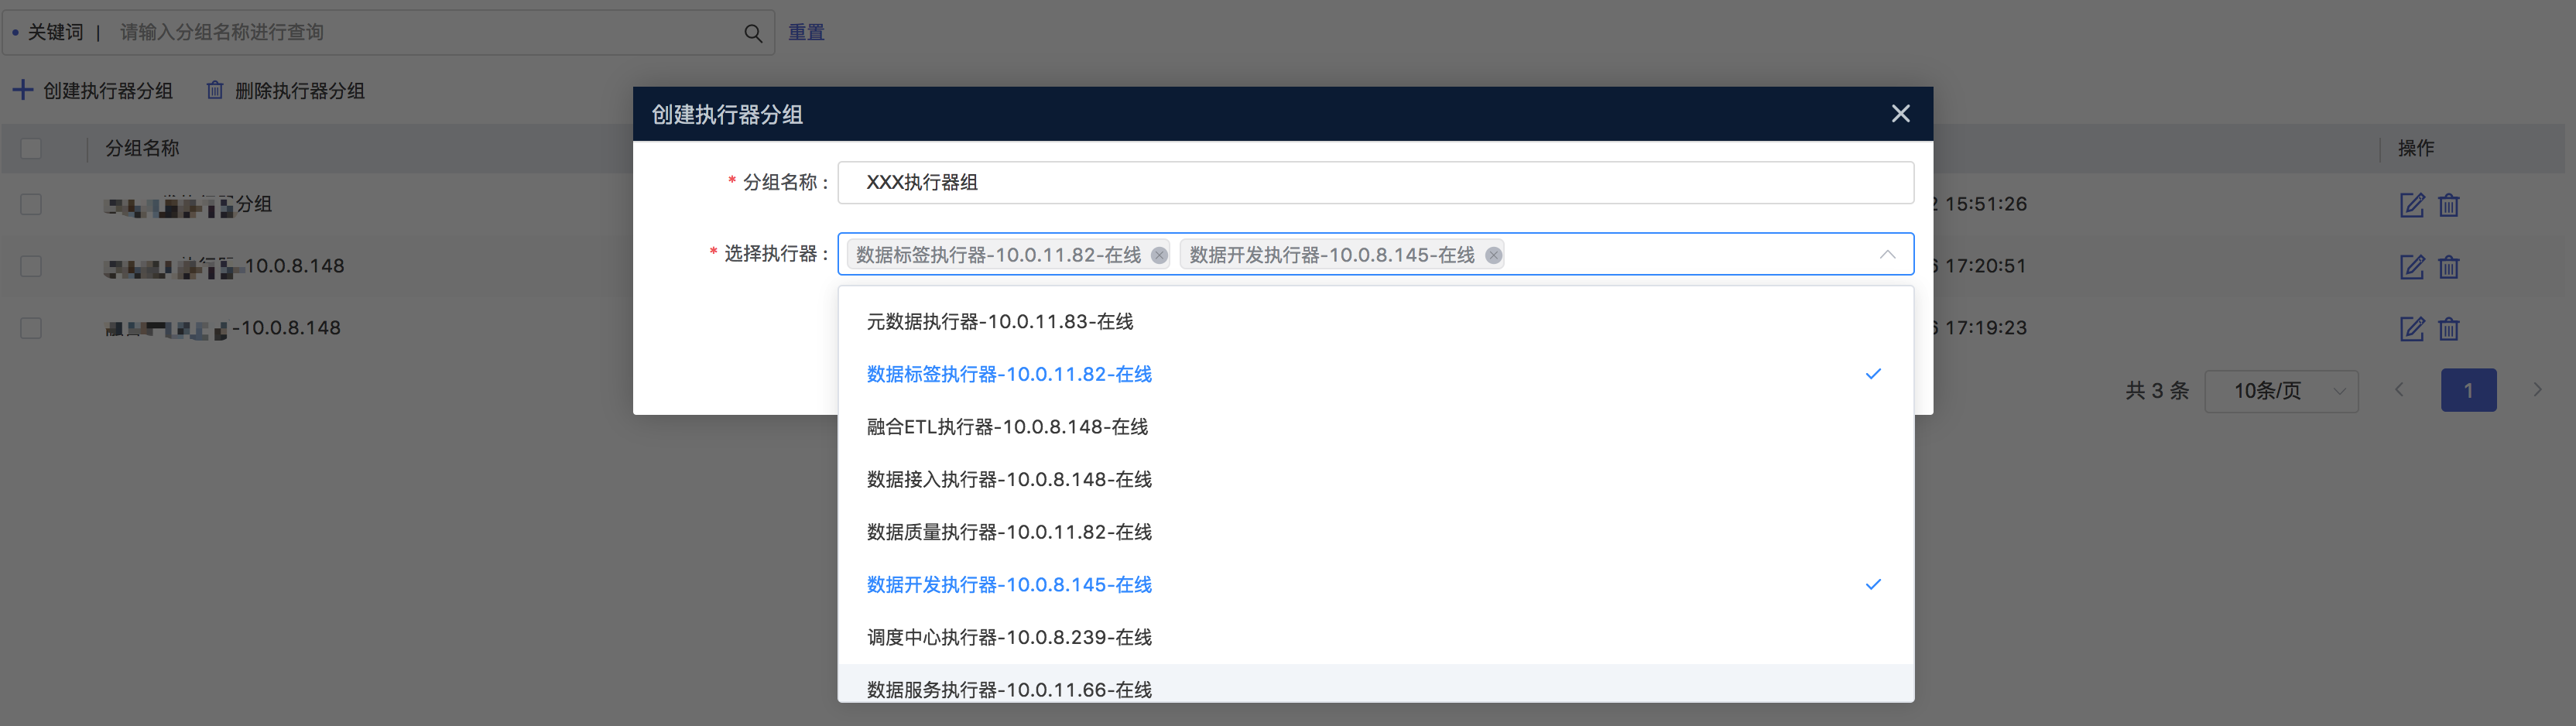 关键词 | 请输入分组名称进行查询 重置
创建执行器分组 删除执行器分组
分组名称 操作
分组 15:51:26
-10.0.8.148 17:20:51
-10.0.8.148 17:19:23
共 3 条 10条/页 1
创建执行器分组
* 分组名称： XXX执行器组
* 选择执行器： 数据标签执行器-10.0.11.82-在线 数据开发执行器-10.0.8.145-在线
元数据执行器-10.0.11.83-在线
数据标签执行器-10.0.11.82-在线
融合ETL执行器-10.0.8.148-在线
数据接入执行器-10.0.8.148-在线
数据质量执行器-10.0.11.82-在线
数据开发执行器-10.0.8.145-在线
调度中心执行器-10.0.8.239-在线
数据服务执行器-10.0.11.66-在线